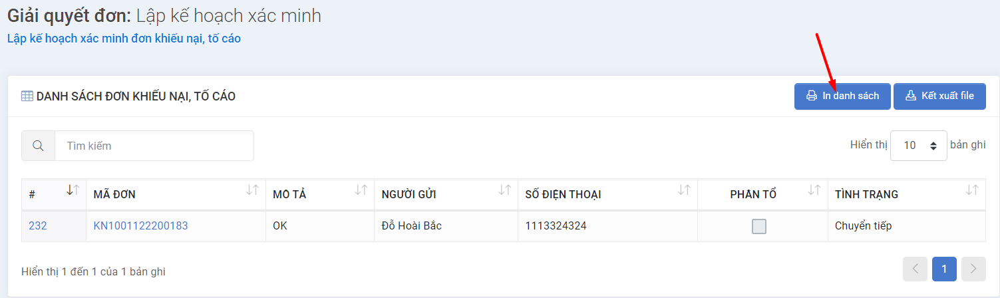 Giải quyết đơn: Lập kế hoạch xác minh
Lập kế hoạch xác minh đơn khiếu nại, tố cáo
DANH SÁCH ĐƠN KHIẾU NẠI, TỐ CÁO
In danh sách
Kết xuất file
Tìm kiếm
Hiển thị 10 bản ghi
# MÃ ĐƠN MÔ TẢ NGƯỜI GỬI SỐ ĐIỆN THOẠI PHÂN TỔ TÌNH TRẠNG
232 KN1001122200183 OK Đỗ Hoài Bắc 1113324324 Chuyển tiếp
Hiển thị 1 đến 1 của 1 bản ghi
1